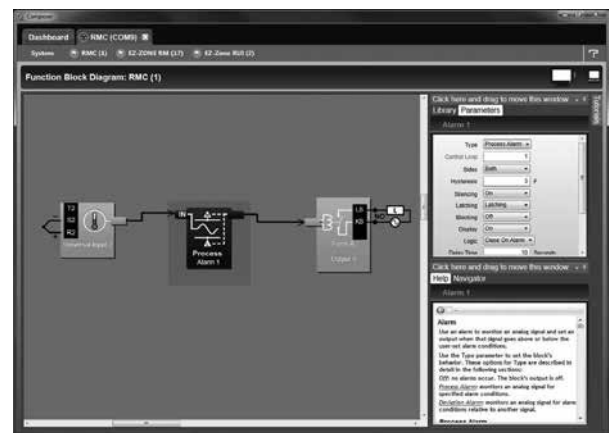 Composer
Dashboard RMC (COM9)
System RMC (1) EZ-ZONE RM (17) EZ-Zone RUI (2)
Function Block Diagram: RMC (1)
Click here and drag to move this window
Library Parameters
Alarm 1
Type Process Alarm
Control Loop 1
Sides Both
Hysteresis 3 F
Silencing On
Latching Latching
Blocking Off
Display On
Logic Close On Alarm
Delay Time 10 Seconds
Tutorials
IN
Process
Alarm 1
NO
L
Output
Click here and drag to move this window
Help Navigator
Alarm 1
Alarm
Use an alarm to monitor an analog signal and set an
output when that signal goes above or below the
user-set alarm conditions.
Use the Type parameter to set the block's
behavior. These options for Type are described in
detail in the following sections:
Off: no alarms occur. The block's output is off.
Process Alarm: monitors an analog signal for
specified alarm conditions.
Deviation Alarm: monitors an analog signal for alarm
conditions relative to another signal.
Process Alarm